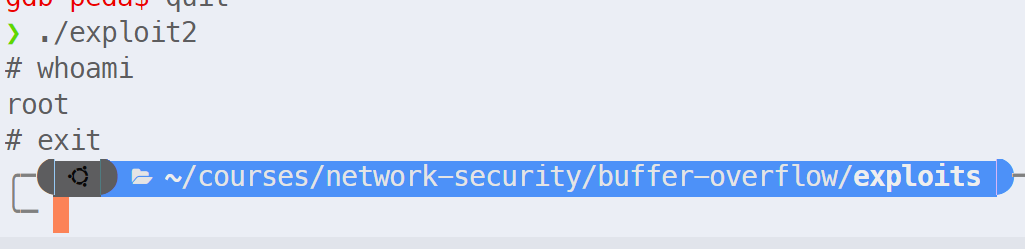 gdb-peda$ quit
❯ ./exploit2
# whoami
root
# exit
~/courses/network-security/buffer-overflow/exploits